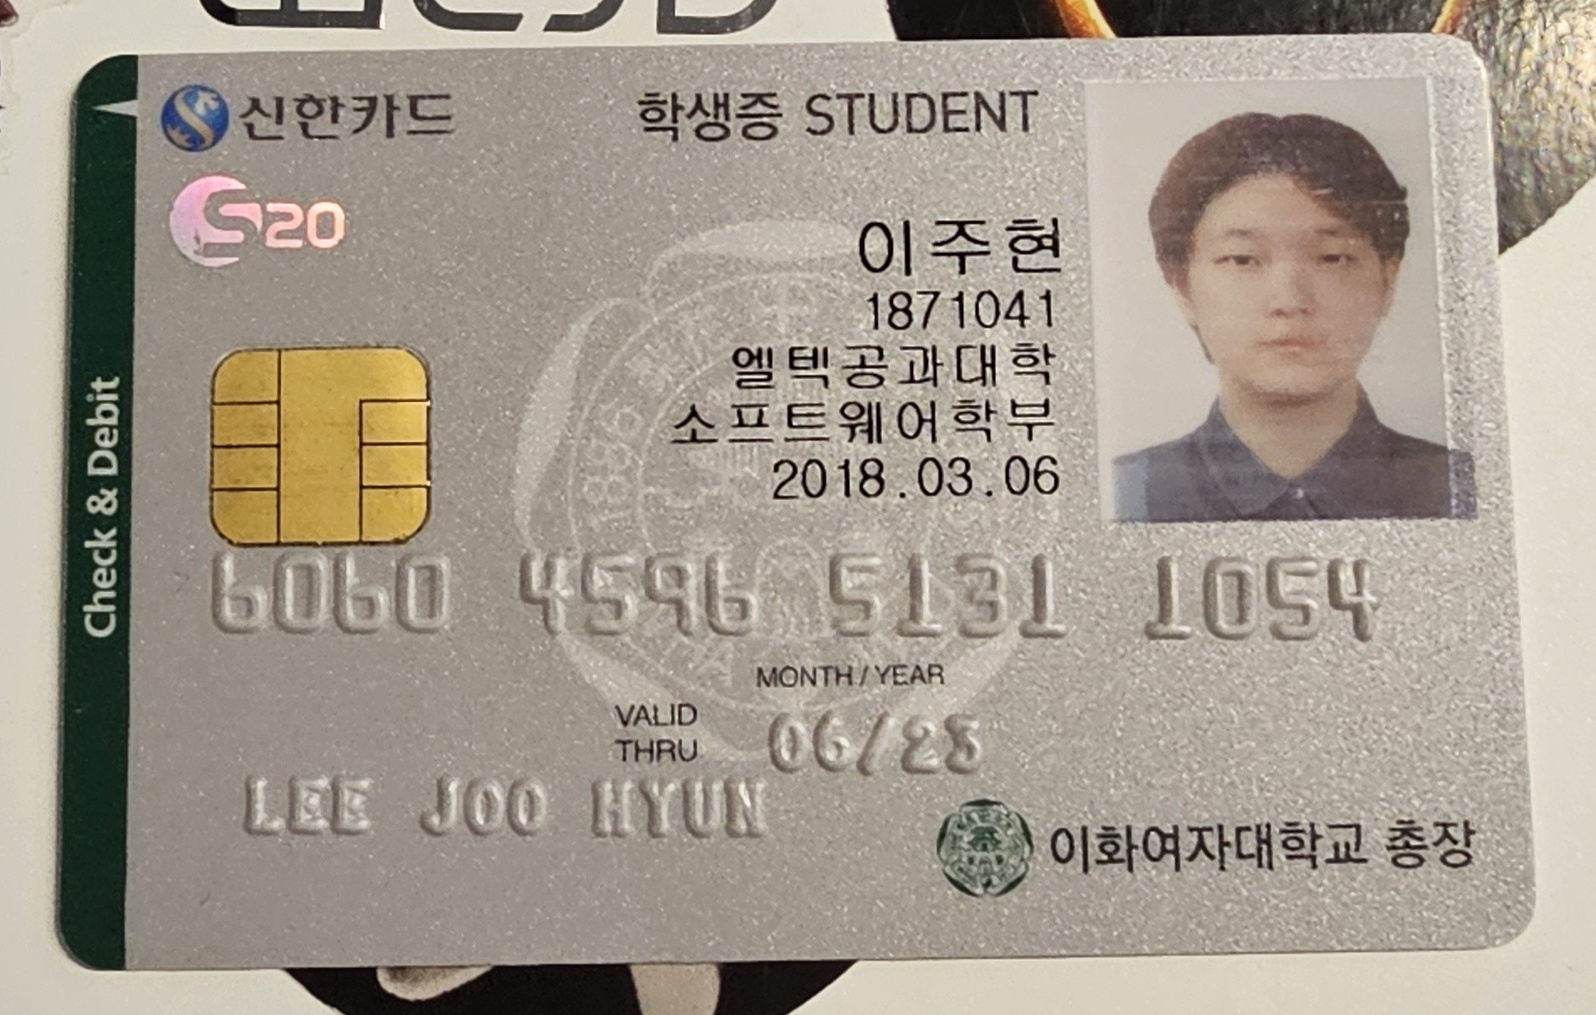 신한카드
학생증 STUDENT
S20
이주현
1871041
엘텍공과대학
소프트웨어학부
2018.03.06
Check & Debit
1886
6060 4596 5131 1054
MONTH / YEAR
VALID
THRU
LEE JOO HYUN
이화여자대학교 총장